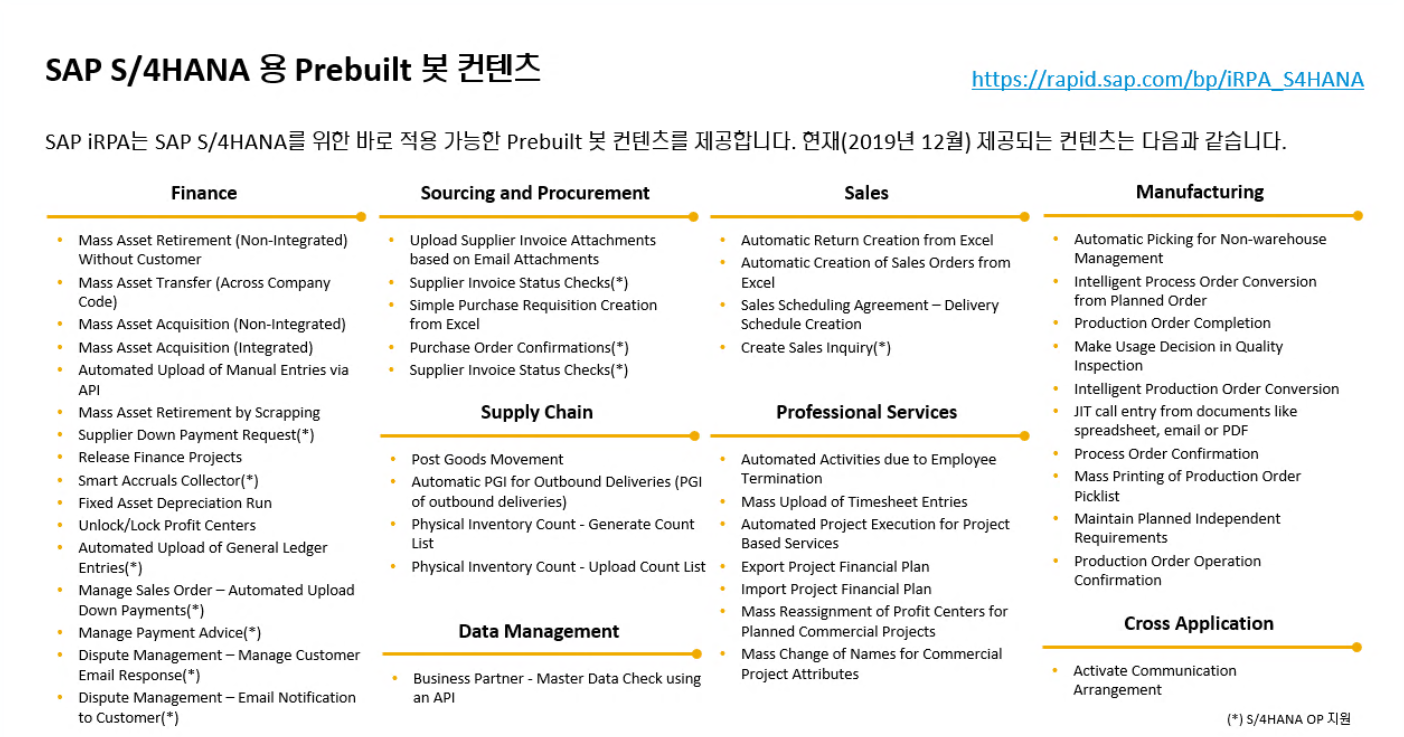 SAP S/4HANA 용 Prebuilt 봇 컨텐츠
https://rapid.sap.com/bp/iRPA_S4HANA
SAP iRPA는 SAP S/4HANA를 위한 바로 적용 가능한 Prebuilt 봇 컨텐츠를 제공합니다. 현재(2019년 12월) 제공되는 컨텐츠는 다음과 같습니다.
Finance
• Mass Asset Retirement (Non-Integrated)
Without Customer
• Mass Asset Transfer (Across Company
Code)
• Mass Asset Acquisition (Non-Integrated)
• Mass Asset Acquisition (Integrated)
• Automated Upload of Manual Entries via
API
• Mass Asset Retirement by Scrapping
• Supplier Down Payment Request(*)
• Release Finance Projects
• Smart Accruals Collector(*)
• Fixed Asset Depreciation Run
• Unlock/Lock Profit Centers
• Automated Upload of General Ledger
Entries(*)
• Manage Sales Order – Automated Upload
Down Payments(*)
• Manage Payment Advice(*)
• Dispute Management – Manage Customer
Email Response(*)
• Dispute Management – Email Notification
to Customer(*)
Sourcing and Procurement
• Upload Supplier Invoice Attachments
based on Email Attachments
• Supplier Invoice Status Checks(*)
• Simple Purchase Requisition Creation
from Excel
• Purchase Order Confirmations(*)
• Supplier Invoice Status Checks(*)
Supply Chain
• Post Goods Movement
• Automatic PGI for Outbound Deliveries (PGI
of outbound deliveries)
• Physical Inventory Count - Generate Count
List
• Physical Inventory Count - Upload Count List
Data Management
• Business Partner - Master Data Check using
an API
Sales
• Automatic Return Creation from Excel
• Automatic Creation of Sales Orders from
Excel
• Sales Scheduling Agreement – Delivery
Schedule Creation
• Create Sales Inquiry(*)
Professional Services
• Automated Activities due to Employee
Termination
• Mass Upload of Timesheet Entries
• Automated Project Execution for Project
Based Services
• Export Project Financial Plan
• Import Project Financial Plan
• Mass Reassignment of Profit Centers for
Planned Commercial Projects
• Mass Change of Names for Commercial
Project Attributes
Manufacturing
• Automatic Picking for Non-warehouse
Management
• Intelligent Process Order Conversion
from Planned Order
• Production Order Completion
• Make Usage Decision in Quality
Inspection
• Intelligent Production Order Conversion
• JIT call entry from documents like
spreadsheet, email or PDF
• Process Order Confirmation
• Mass Printing of Production Order
Picklist
• Maintain Planned Independent
Requirements
• Production Order Operation
Confirmation
Cross Application
• Activate Communication
Arrangement
(*) S/4HANA OP 지원